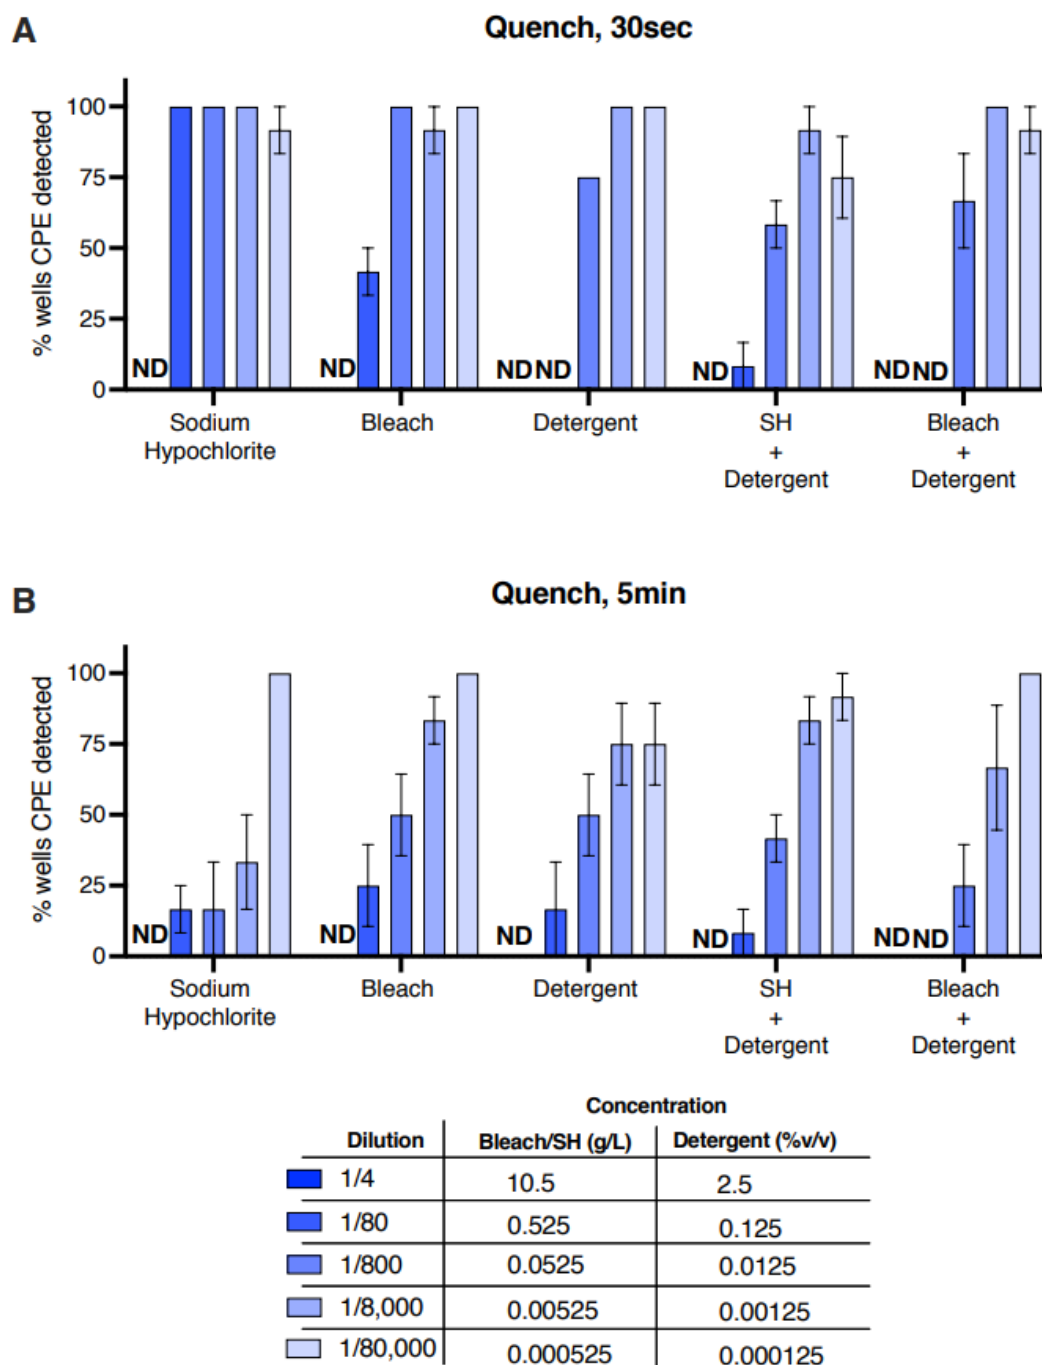 A
Quench, 30sec
% wells CPE detected
100
75
50
25
0
ND
ND
ND ND
ND
ND ND
Sodium Hypochlorite
Bleach
Detergent
SH + Detergent
Bleach + Detergent
B
Quench, 5min
% wells CPE detected
100
75
50
25
0
ND
ND
ND
ND
ND ND
Sodium Hypochlorite
Bleach
Detergent
SH + Detergent
Bleach + Detergent
Concentration
Dilution Bleach/SH (g/L) Detergent (%v/v)
1/4 10.5 2.5
1/80 0.525 0.125
1/800 0.0525 0.0125
1/8,000 0.00525 0.00125
1/80,000 0.000525 0.000125